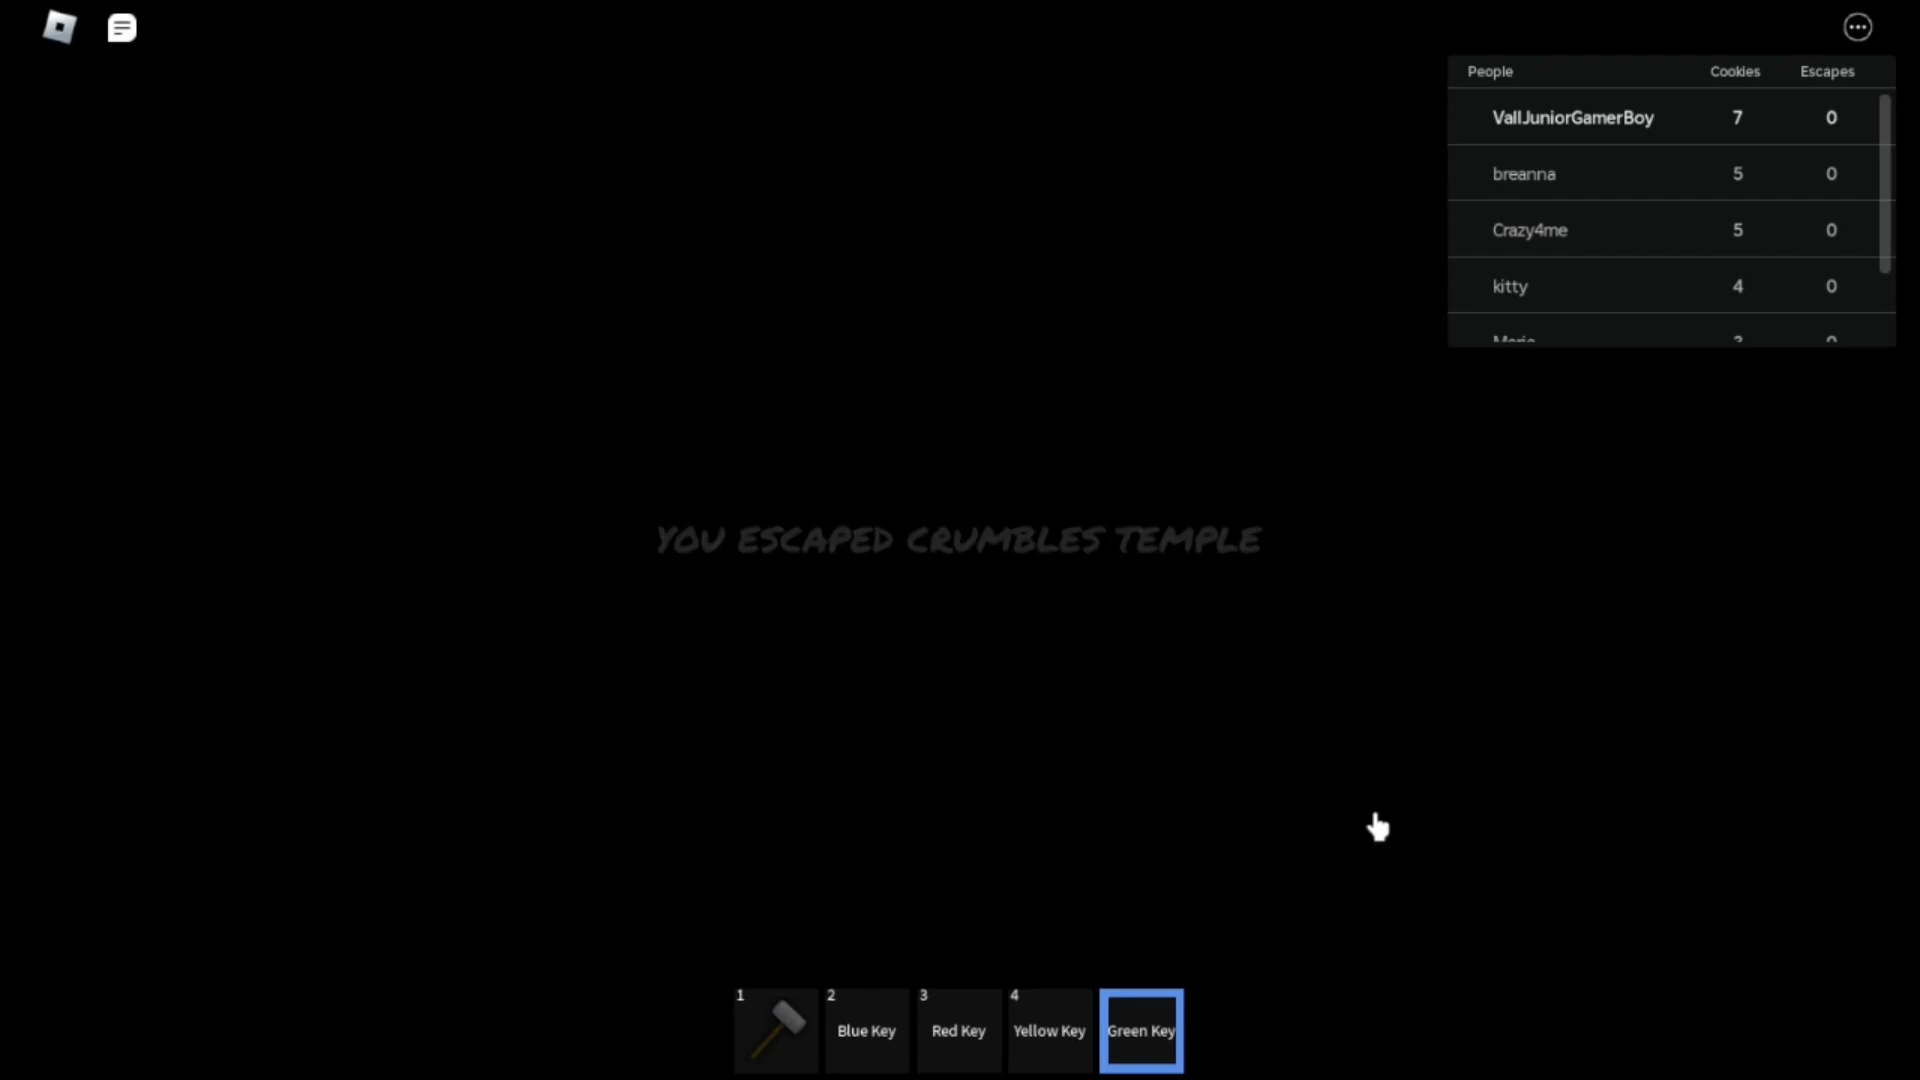 People Cookies Escapes
VallJuniorGamerBoy 7 0
breanna 5 0
Crazy4me 5 0
kitty 4 0
YOU ESCAPED CRUMBLES TEMPLE
1 2 3 4
Blue Key Red Key Yellow Key Green Key